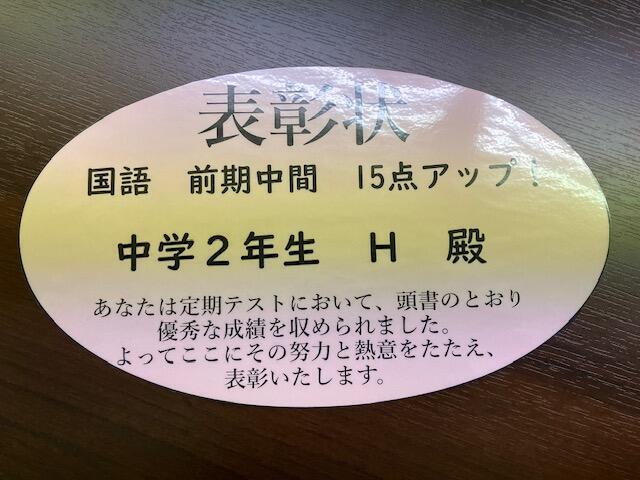 表彰状
国語　前期中間　15点アップ！
中学２年生　H　殿
あなたは定期テストにおいて、頭書のとおり
優秀な成績を収められました。
よってここにその努力と熱意をたたえ、
表彰いたします。